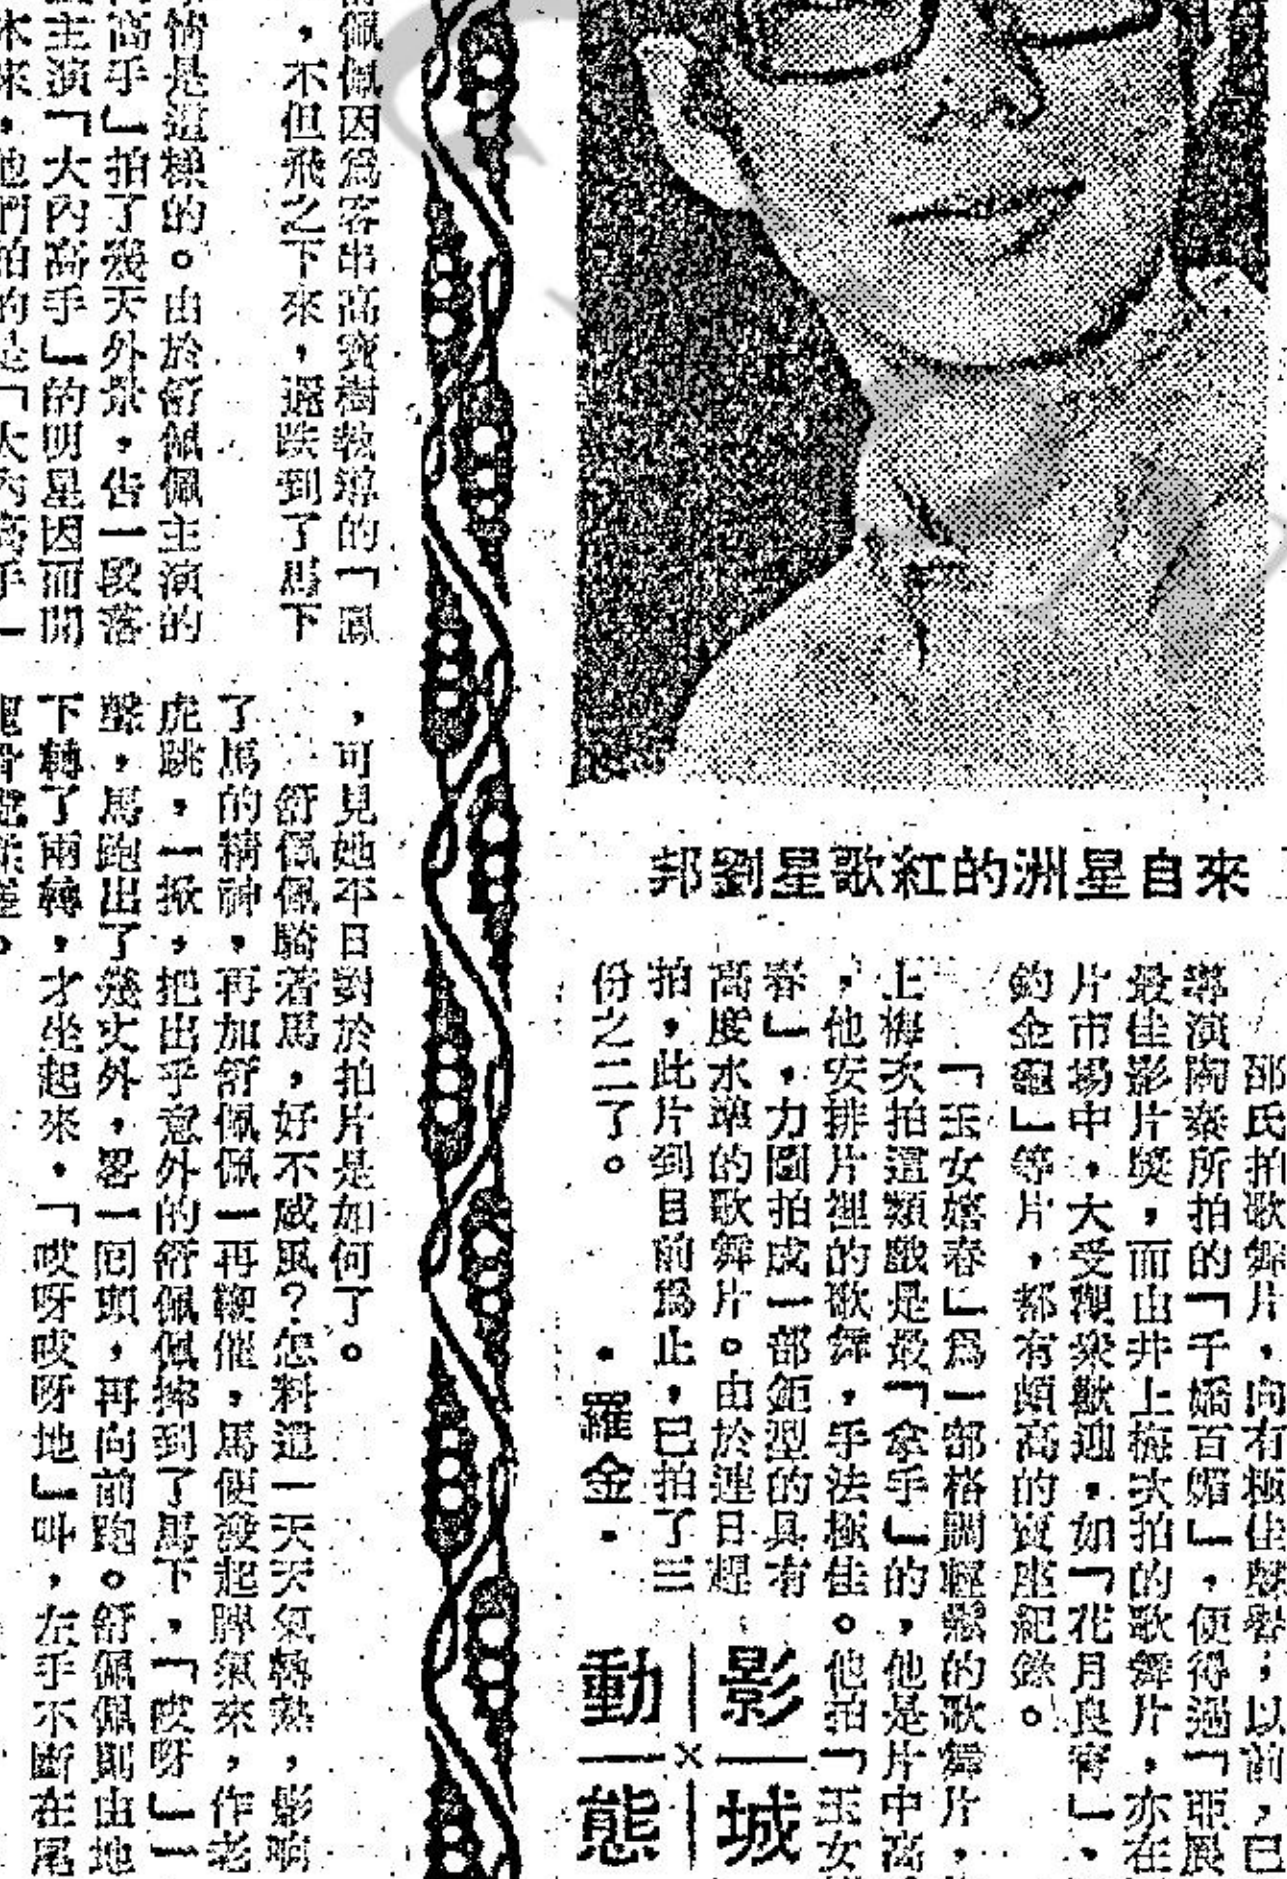 來自星洲的紅歌星劉邦
邵氏拍歌舞片，向有極佳聲譽；以前，已
導演陶秦所拍的「千嬌百媚」，便得過「亞展
最佳影片獎，而由井上梅次拍的歌舞片，亦在
片市場中，大受觀衆歡迎。如「花月良宵」、
釣金龜」等片，都有頗高的賣座紀錄。
「玉女嬉春」爲一部格調輕鬆的歌舞片，
上梅次拍這類戲是最「拿手」的，他是片中高
，他安排片裡的歌舞，手法極佳。他拍「玉女
春」，力圖拍成一部鉅型的具有
高度水準的歌舞片。由於連日趕
拍，此片到目前爲止，已拍了三
份之二了。
・羅金・
影城
動態
佩佩因爲客串高寶樹執導的「鳳
，不但飛之下來，還跌到了馬下
情是這樣的。由於舒佩佩主演的
高手」拍了幾天外景，告一段落
主演「大內高手」的明星因而開
來，他們拍的是「大內高手」
，可見她平日對於拍片是如何了。
舒佩佩騎着馬，好不威風？怎料這一天天氣轉熱，影响
了馬的精神，再加舒佩佩一再鞭催，馬便發起脾氣來，作老
虎跳，一掀，把出乎意外的舒佩佩摔到了馬下，「哎呀」一
聲，馬跑出了幾丈外，畧一回頭，再向前跑。舒佩佩則由地
下轉了兩轉，才坐起來，「哎呀哎呀地」叫，左手不斷在尾